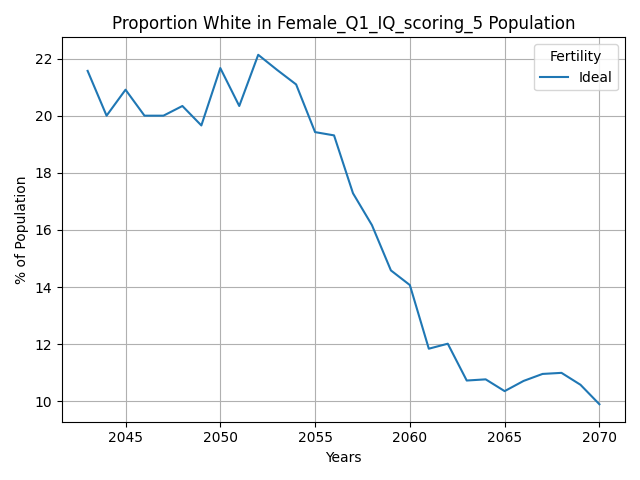 Proportion White in Female_Q1_IQ_scoring_5 Population
Fertility
Ideal
% of Population
22
20
18
16
14
12
10
2045 2050 2055 2060 2065 2070
Years